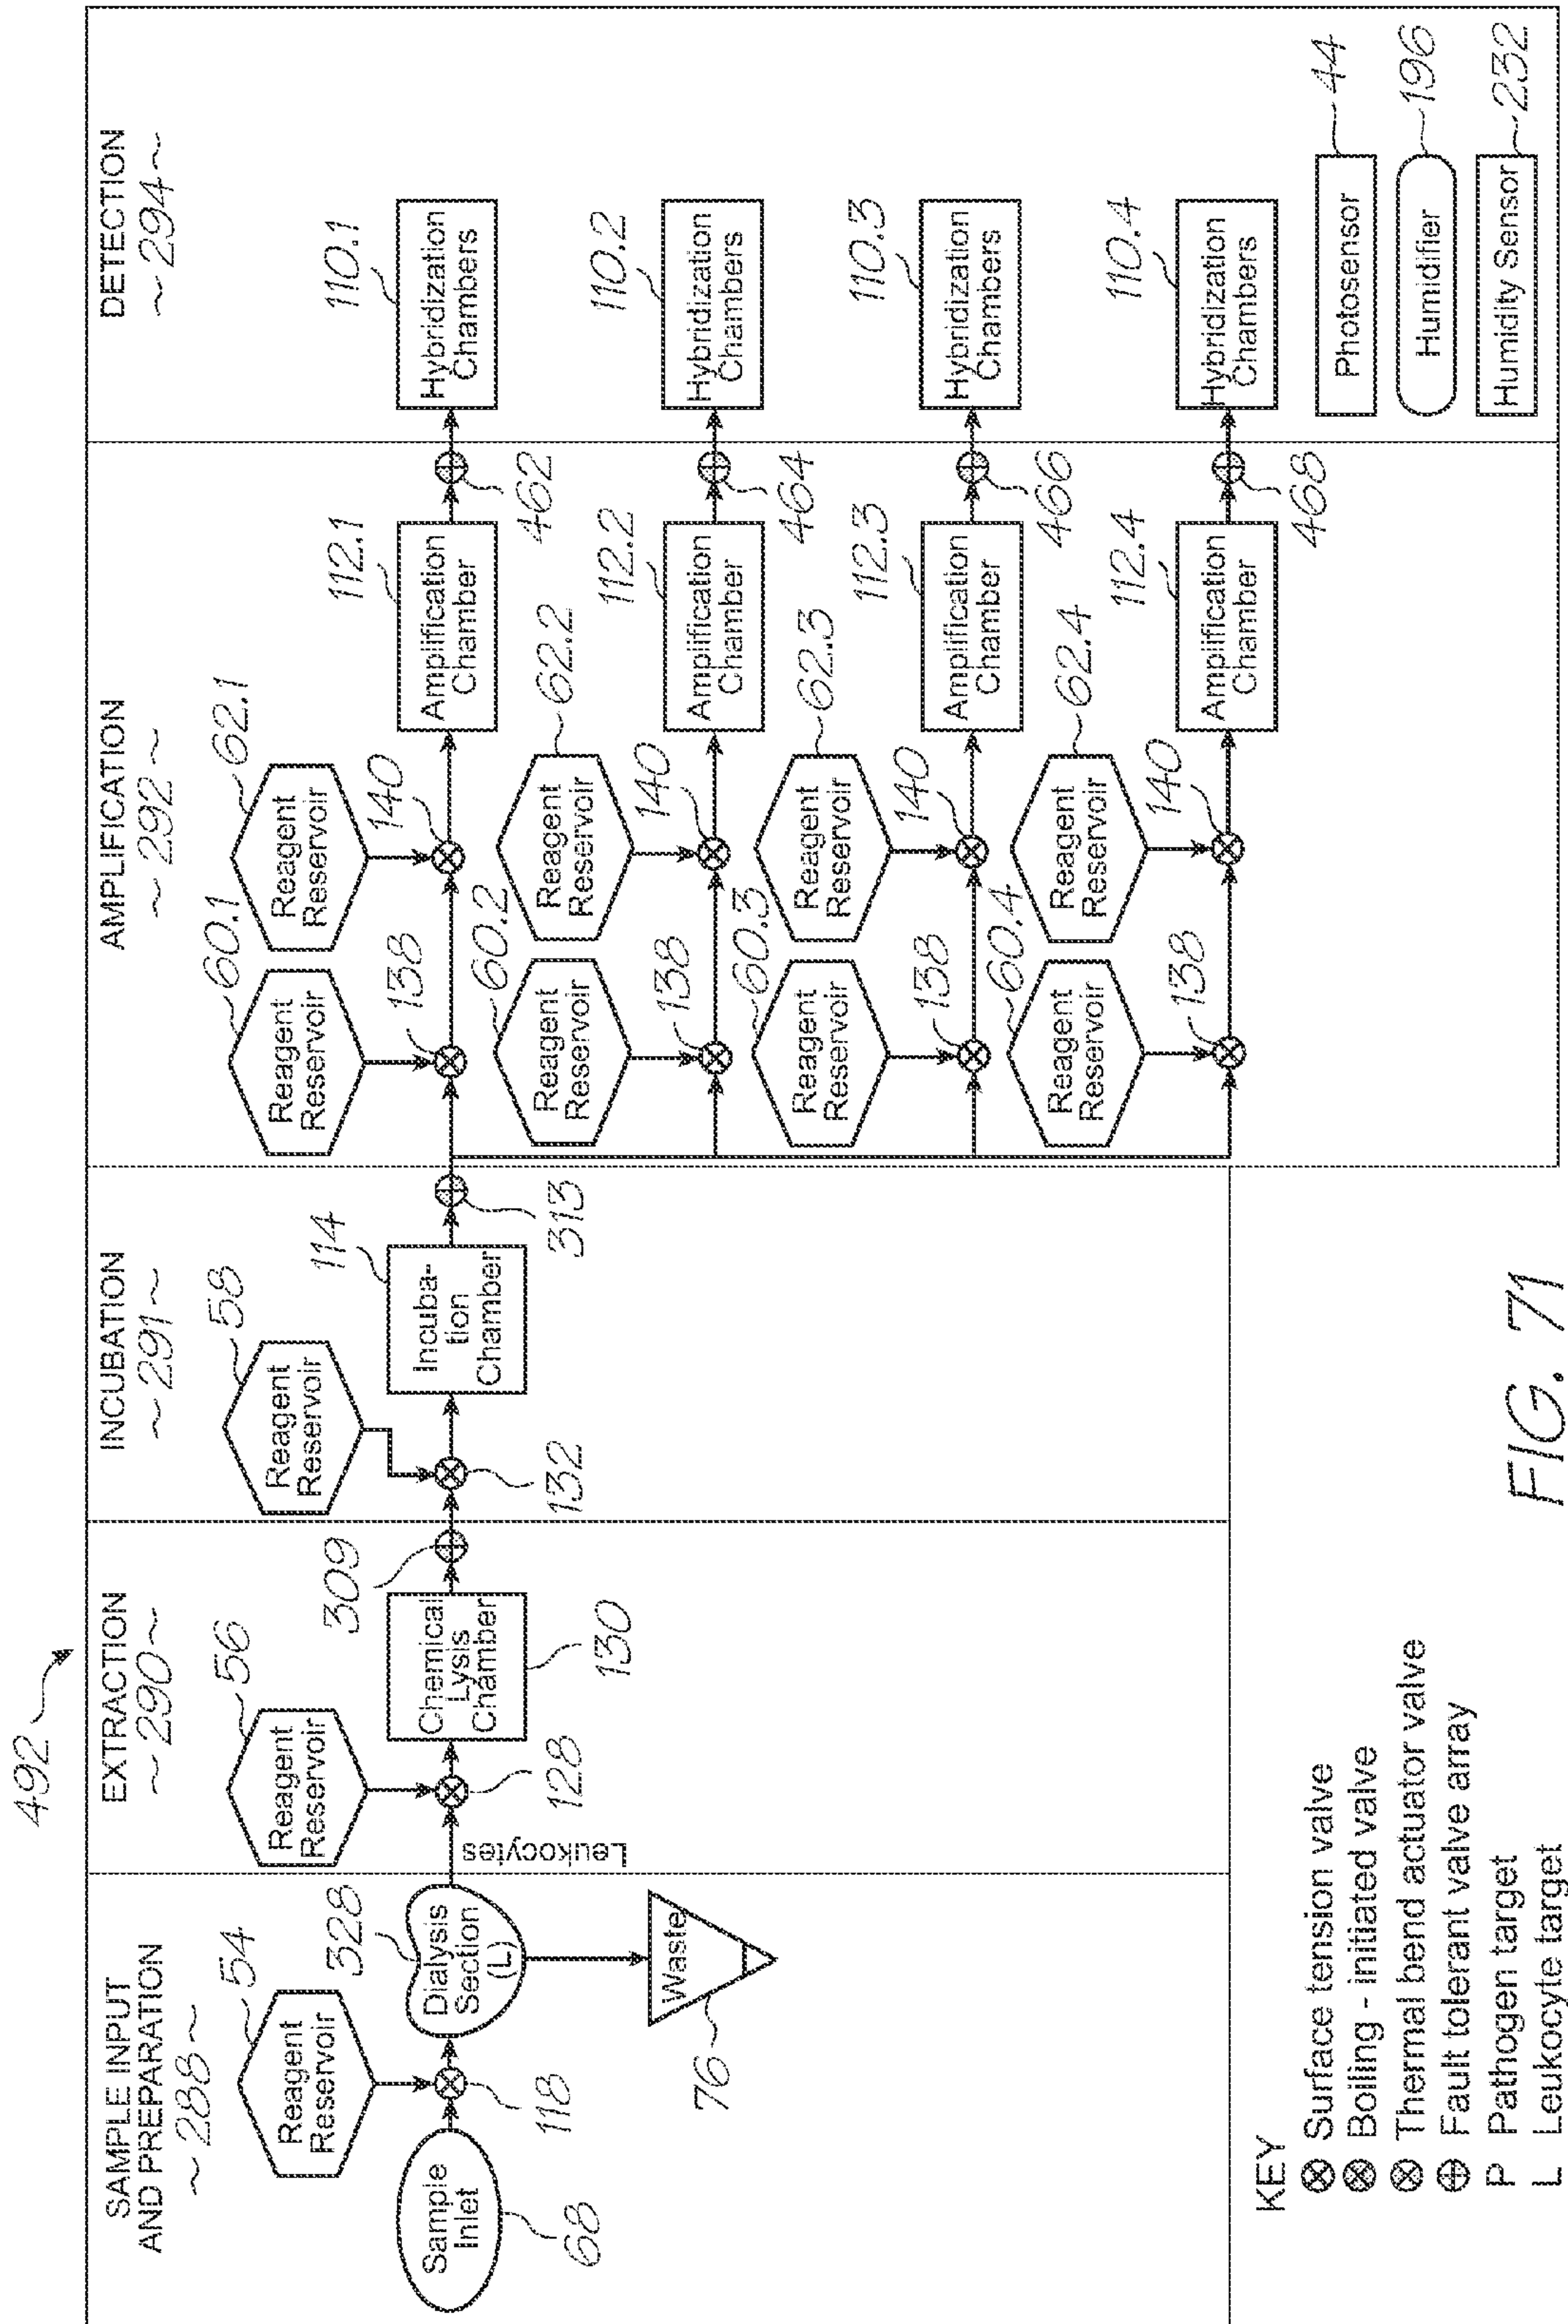 492
SAMPLE INPUT
AND PREPARATION
~288~
EXTRACTION
~290~
INCUBATION
~291~
AMPLIFICATION
~292~
DETECTION
~294~
54
Reagent
Reservoir
Sample
Inlet
68
118
328
Dialysis
Section
(L)
Waste
76
Leukocytes
56
Reagent
Reservoir
128
Chemical
Lysis
Chamber
130
309
58
Reagent
Reservoir
132
114
Incuba-
tion
Chamber
313
60.1
Reagent
Reservoir
138
62.1
Reagent
Reservoir
140
112.1
Amplification
Chamber
462
110.1
Hybridization
Chambers
60.2
Reagent
Reservoir
138
62.2
Reagent
Reservoir
140
112.2
Amplification
Chamber
464
110.2
Hybridization
Chambers
60.3
Reagent
Reservoir
138
62.3
Reagent
Reservoir
140
112.3
Amplification
Chamber
466
110.3
Hybridization
Chambers
60.4
Reagent
Reservoir
138
62.4
Reagent
Reservoir
140
112.4
Amplification
Chamber
468
110.4
Hybridization
Chambers
Photosensor
44
Humidifier
196
Humidity Sensor
232
KEY
Surface tension valve
Boiling - initiated valve
Thermal bend actuator valve
Fault tolerant valve array
P Pathogen target
L Leukocyte target
FIG. 71